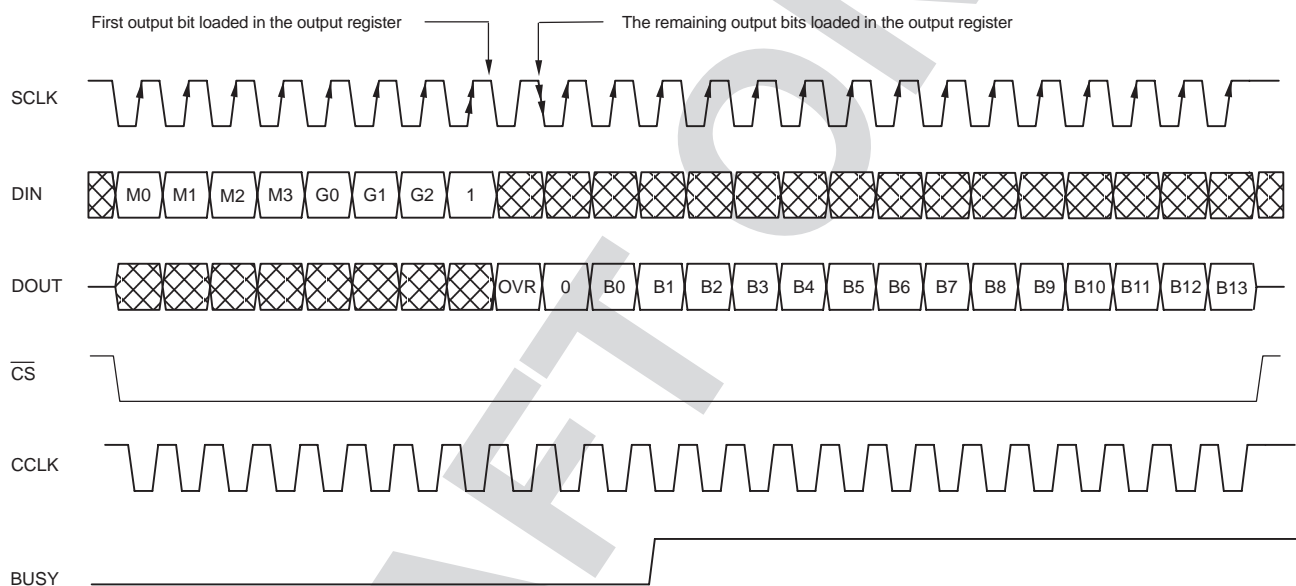 First output bit loaded in the output register
The remaining output bits loaded in the output register
SCLK
DIN M0 M1 M2 M3 G0 G1 G2 1
DOUT OVR 0 B0 B1 B2 B3 B4 B5 B6 B7 B8 B9 B10 B11 B12 B13
CS
CCLK
BUSY